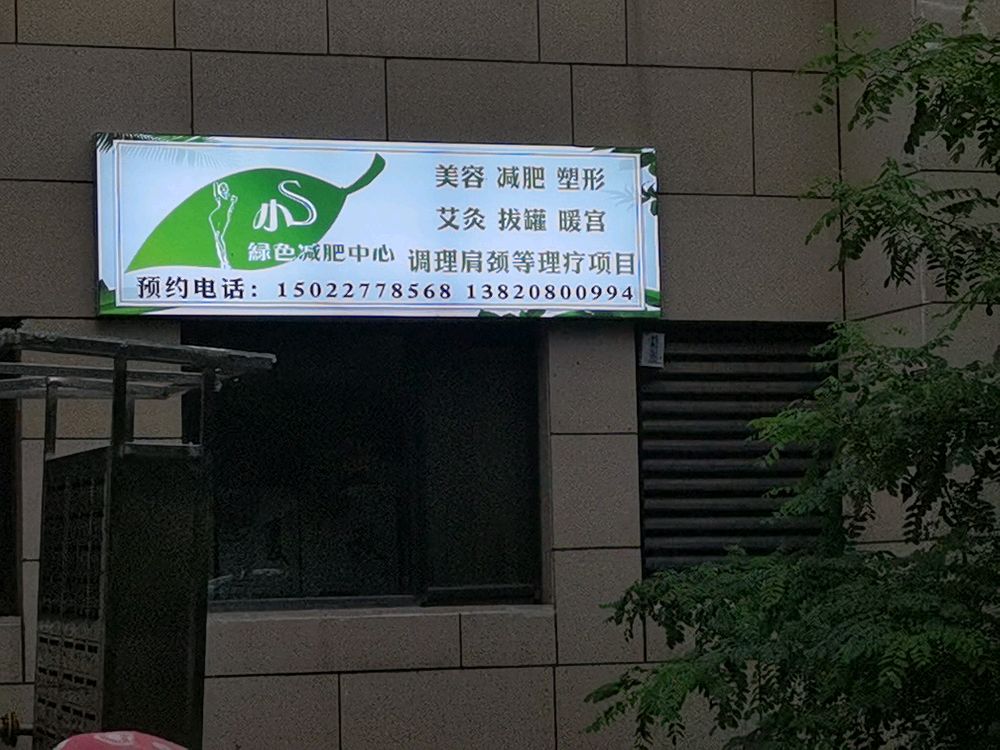 小S
綠色减肥中心
美容 减肥 塑形
艾灸 拔罐 暖宫
调理肩颈等理疗项目
预约电话：15022778568 13820800994